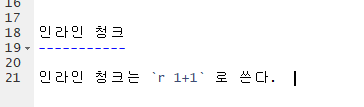 16
17
18 인라인 청크
19 -----------
20
21 인라인 청크는 `r 1+1` 로 쓴다.